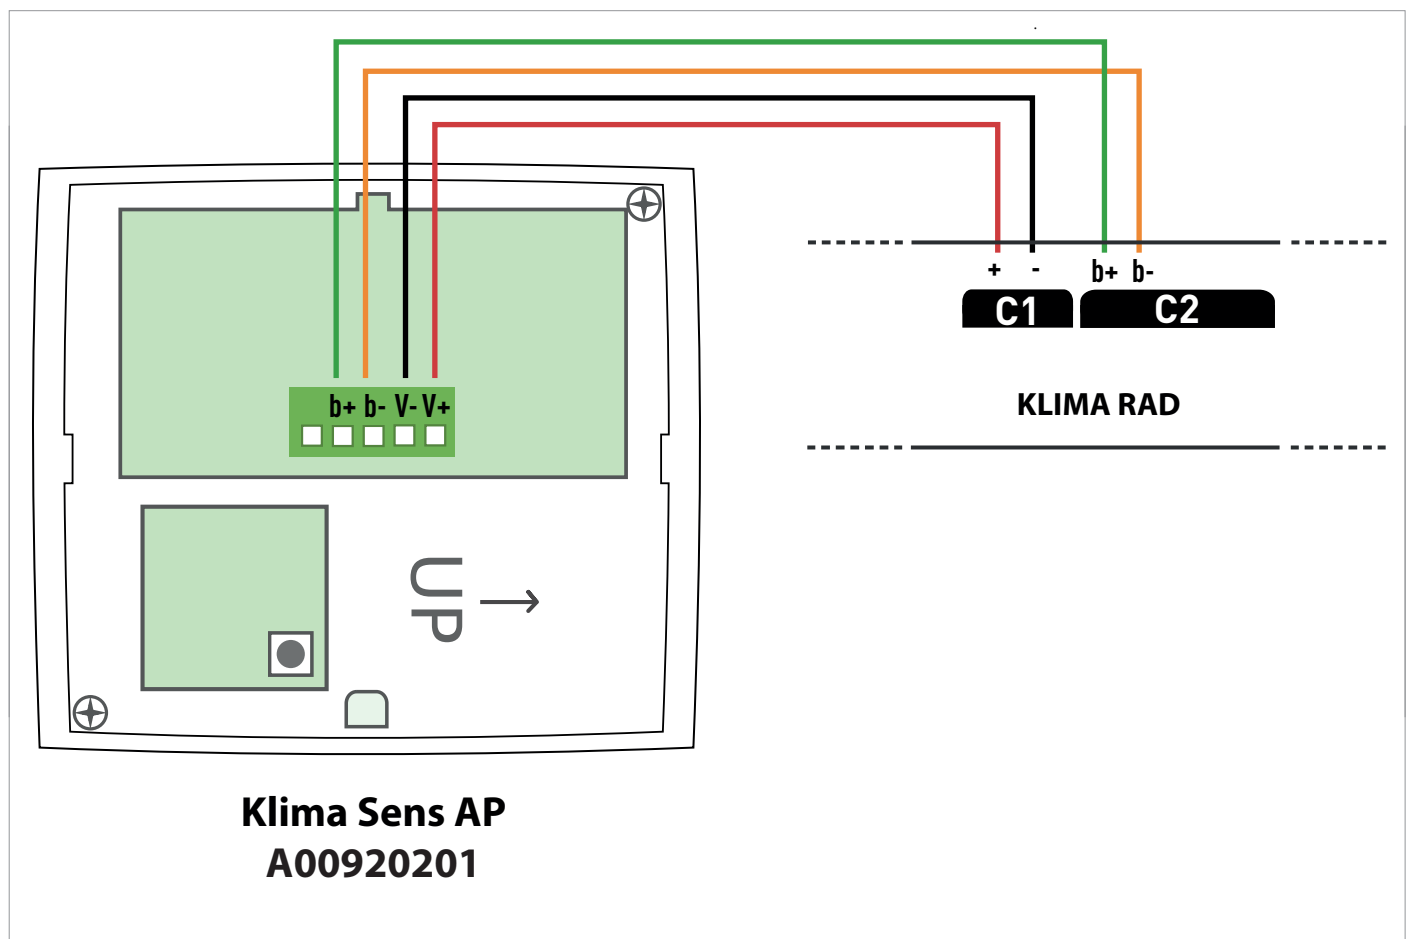 + - b+ b-
C1 C2
b+ b- V- V+
KLIMA RAD
UP
Klima Sens AP
A00920201